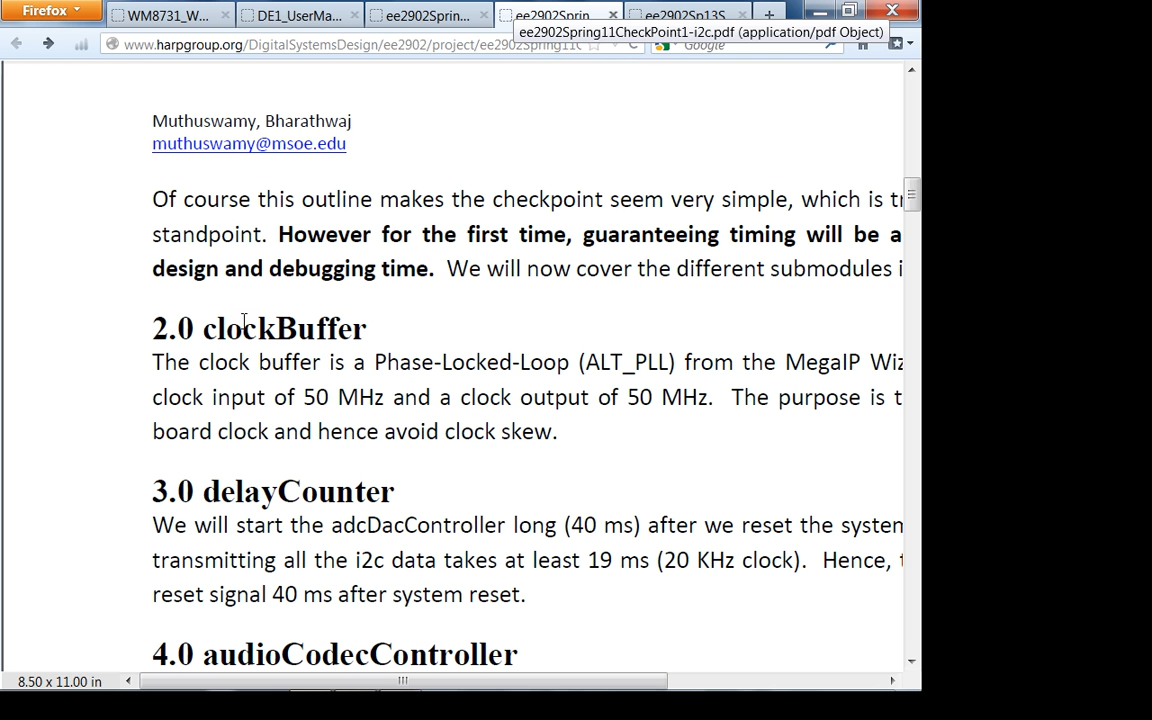 Firefox
WM8731_W...
DE1_UserMa...
ee2902Sprin...
ee2902Sprin...
ee2902Sp13S...
www.harpgroup.org/DigitalSystemsDesign/ee2902/project/ee2902Spring11C
Google
ee2902Spring11CheckPoint1-i2c.pdf (application/pdf Object)
Muthuswamy, Bharathwaj
muthuswamy@msoe.edu
Of course this outline makes the checkpoint seem very simple, which is
standpoint. However for the first time, guaranteeing timing will be a
design and debugging time. We will now cover the different submodules
2.0 clockBuffer
The clock buffer is a Phase-Locked-Loop (ALT_PLL) from the MegaIP Wiz
clock input of 50 MHz and a clock output of 50 MHz. The purpose is
board clock and hence avoid clock skew.
3.0 delayCounter
We will start the adcDacController long (40 ms) after we reset the system
transmitting all the i2c data takes at least 19 ms (20 KHz clock). Hence,
reset signal 40 ms after system reset.
4.0 audioCodecController
8.50 x 11.00 in